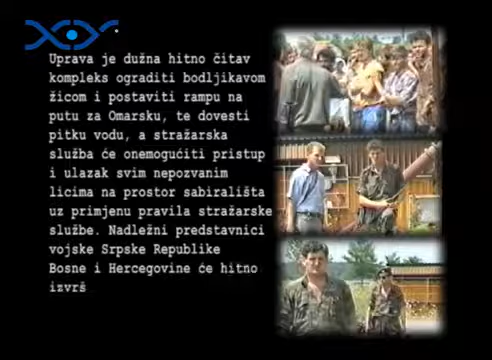 Uprava je dužna hitno čitav
kompleks ograditi bodljikavom
žicom i postaviti rampu na
putu za Omarsku, te dovesti
pitku vodu, a stražarska
služba će onemogućiti pristup
i ulazak svim nepozvanim
licima na prostor sabirališta
uz primjenu pravila stražarske
službe. Nadležni predstavnici
vojske Srpske Republike
Bosne i Hercegovine će hitno
izvrš